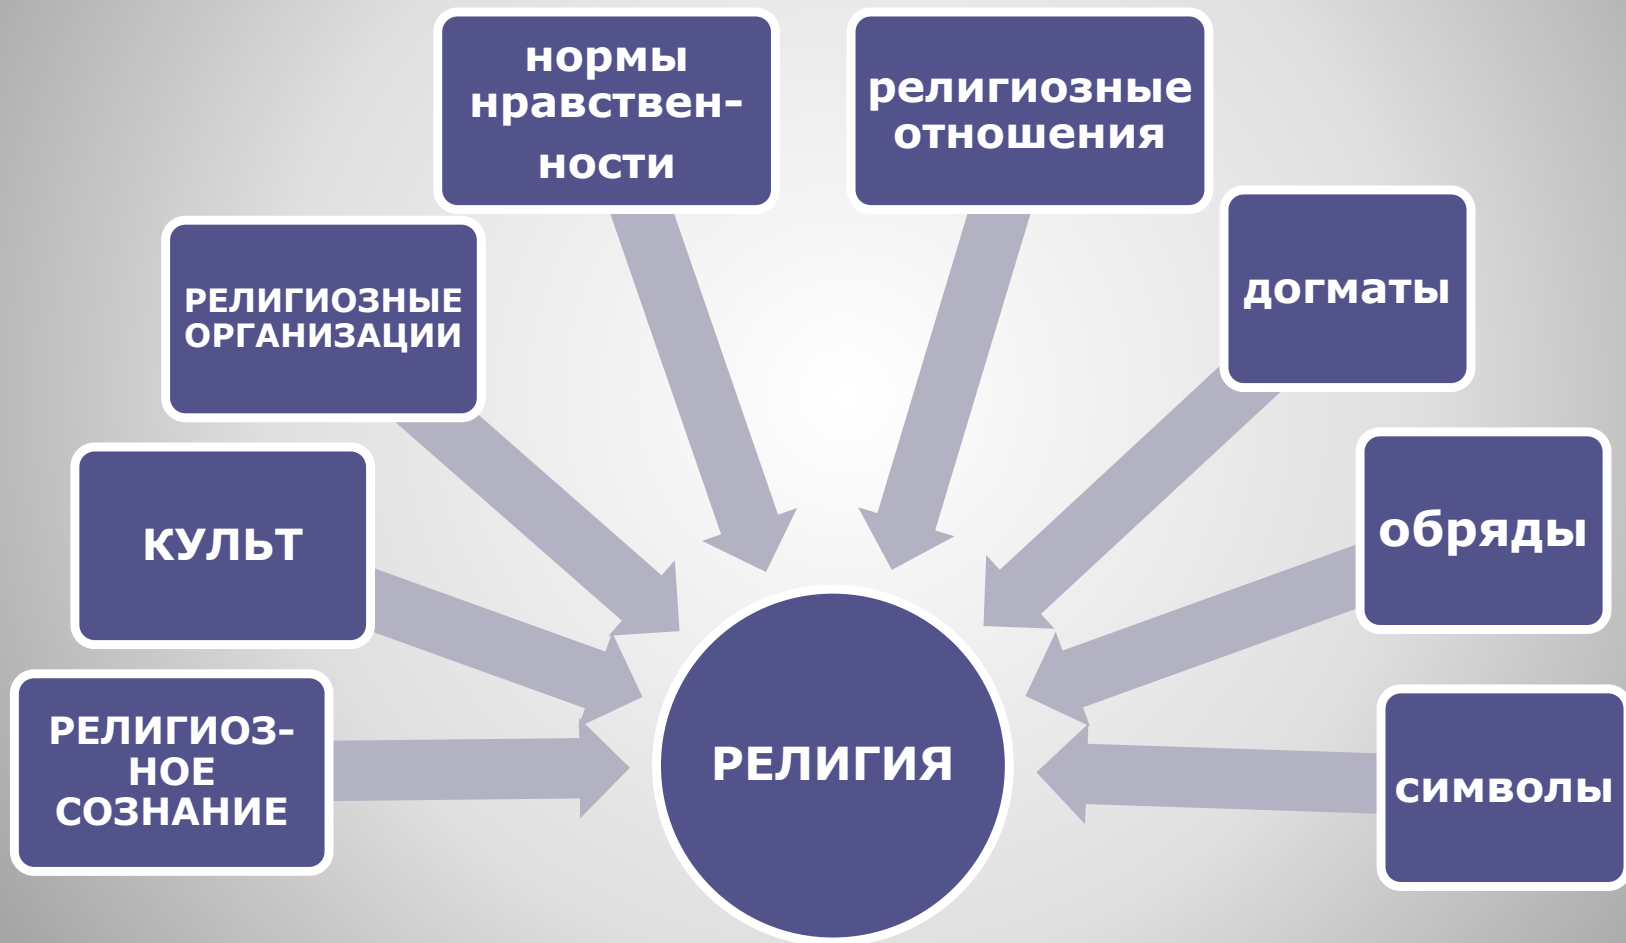 нормы
нравствен-
ности
религиозные
отношения
РЕЛИГИОЗНЫЕ
ОРГАНИЗАЦИИ
догматы
КУЛЬТ
обряды
РЕЛИГИОЗ-
НОЕ
СОЗНАНИЕ
РЕЛИГИЯ
символы